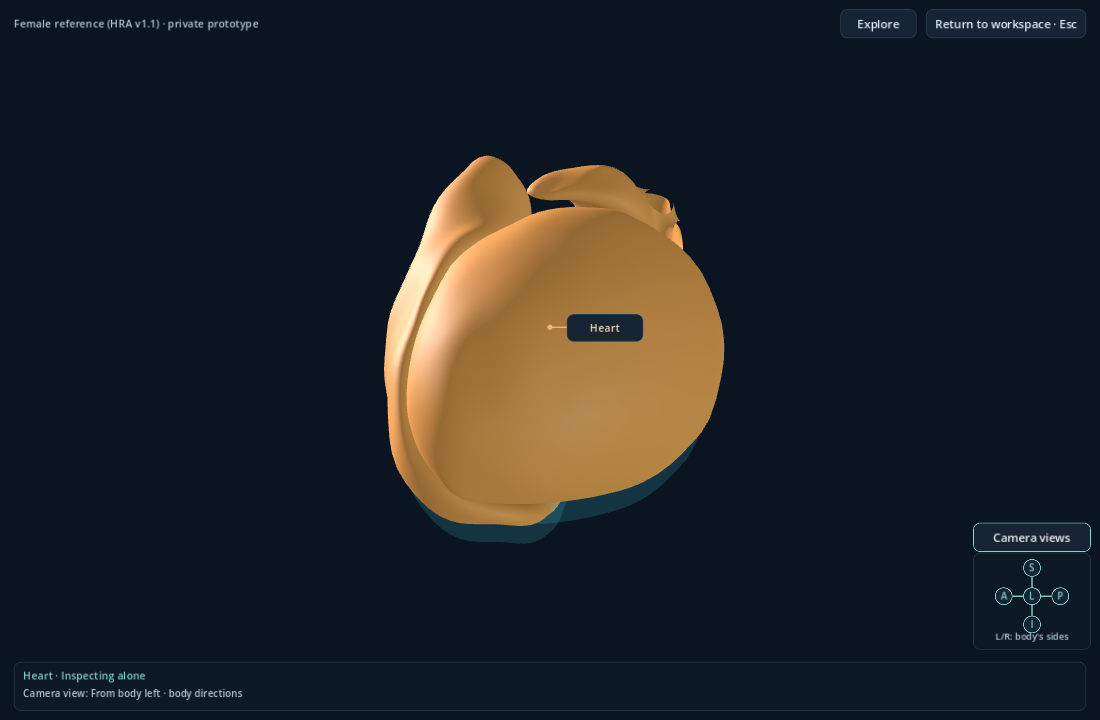 Female reference (HRA v1.1) · private prototype
Explore
Return to workspace · Esc
Heart
Camera views
S
A L P
I
L/R: body's sides
Heart · Inspecting alone
Camera view: From body left · body directions